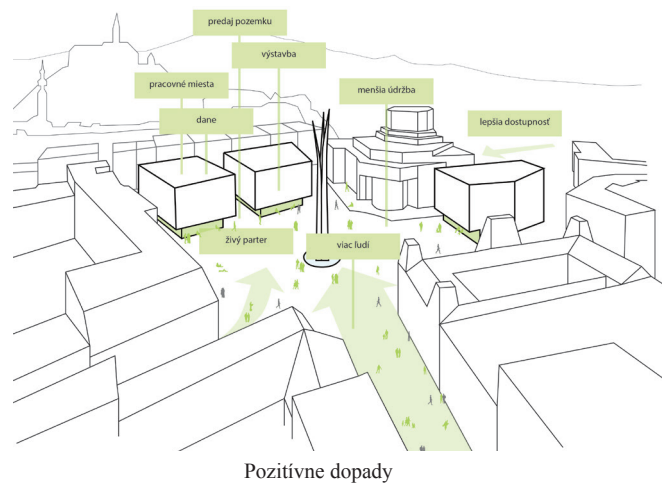 predaj pozemku
výstavba
pracovné miesta
menšia údržba
dane
lepšia dostupnosť
živý parter
viac ľudí
Pozitívne dopady